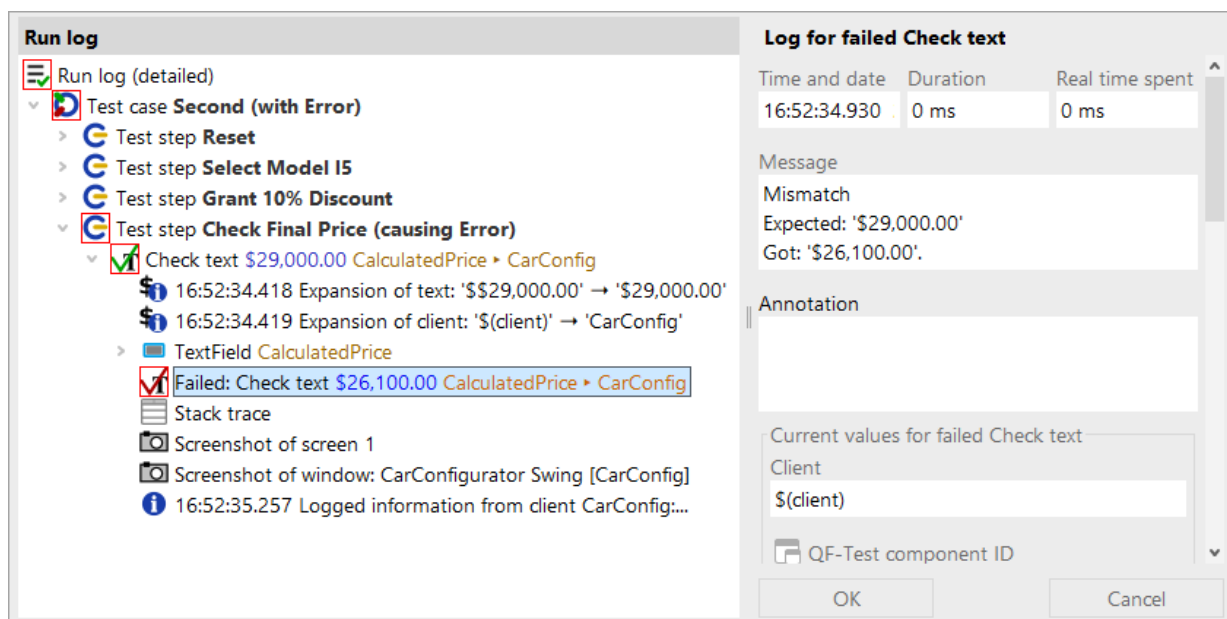 Run log
Run log (detailed)
Test case Second (with Error)
Test step Reset
Test step Select Model I5
Test step Grant 10% Discount
Test step Check Final Price (causing Error)
Check text $29,000.00 CalculatedPrice ‣ CarConfig
16:52:34.418 Expansion of text: '$$29,000.00' → '$29,000.00'
16:52:34.419 Expansion of client: '$(client)' → 'CarConfig'
TextField CalculatedPrice
Failed: Check text $26,100.00 CalculatedPrice ‣ CarConfig
Stack trace
Screenshot of screen 1
Screenshot of window: CarConfigurator Swing [CarConfig]
16:52:35.257 Logged information from client CarConfig:...
Log for failed Check text
Time and date Duration Real time spent
16:52:34.930 0 ms 0 ms
Message
Mismatch
Expected: '$29,000.00'
Got: '$26,100.00'.
Annotation
Current values for failed Check text
Client
$(client)
QF-Test component ID
OK Cancel